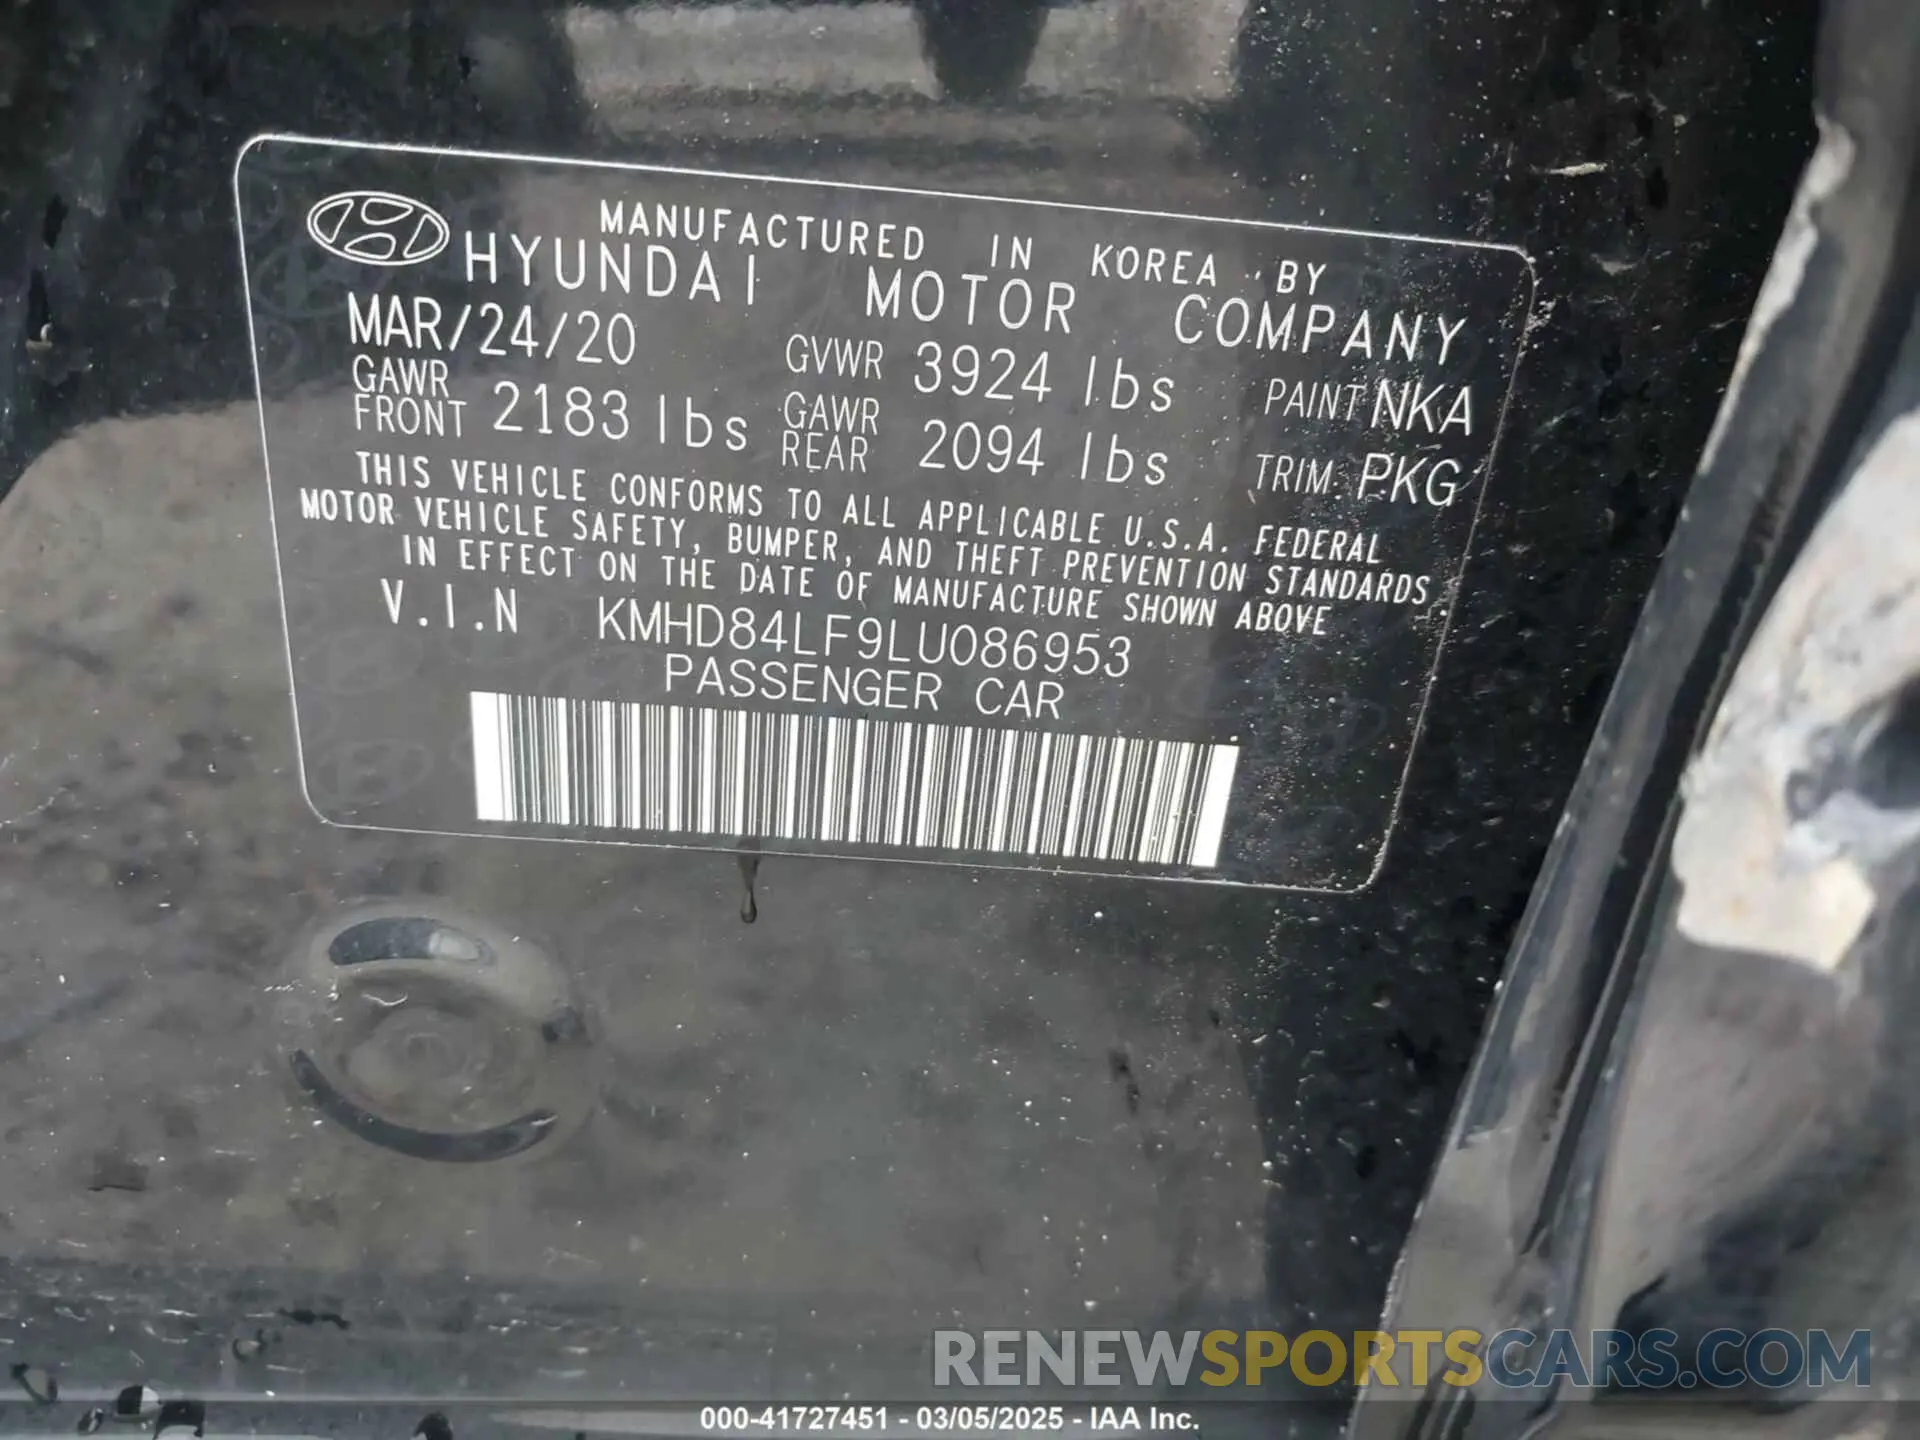 MANUFACTURED IN KOREA BY
HYUNDAI MOTOR COMPANY
MAR/24/20 GVWR 3924 lbs PAINT NKA
GAWR FRONT 2183 lbs GAWR REAR 2094 lbs TRIM: PKG
THIS VEHICLE CONFORMS TO ALL APPLICABLE U.S.A. FEDERAL
MOTOR VEHICLE SAFETY, BUMPER, AND THEFT PREVENTION STANDARDS
IN EFFECT ON THE DATE OF MANUFACTURE SHOWN ABOVE.
V.I.N KMHD84LF9LU086953
PASSENGER CAR
RENEWSPORTSCARS.COM
000-41727451 - 03/05/2025 - IAA Inc.